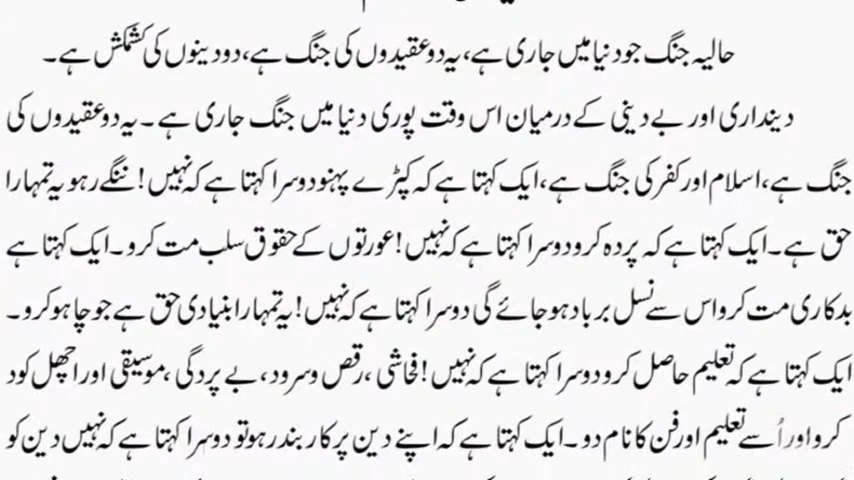 حالیہ جنگ جو دنیا میں جاری ہے، یہ دو عقیدوں کی جنگ ہے، دو دینوں کی کشمکش ہے۔
دینداری اور بے دینی کے درمیان اس وقت پوری دنیا میں جنگ جاری ہے۔ یہ دو عقیدوں کی
جنگ ہے، اسلام اور کفر کی جنگ ہے، ایک کہتا ہے کہ کپڑے پہنو دوسرا کہتا ہے کہ نہیں! ننگے رہو یہ تمہارا
حق ہے۔ ایک کہتا ہے کہ پردہ کرو دوسرا کہتا ہے کہ نہیں! عورتوں کے حقوق سلب مت کرو۔ ایک کہتا ہے
بدکاری مت کرو اس سے نسل برباد ہو جائے گی دوسرا کہتا ہے کہ نہیں! یہ تمہارا بنیادی حق ہے جو چاہو کرو۔
ایک کہتا ہے کہ تعلیم حاصل کرو دوسرا کہتا ہے کہ نہیں! فحاشی، رقص و سرود، بے پردگی، موسیقی اور اچھل کود
کرو اور اُسے تعلیم اور فن کا نام دو۔ ایک کہتا ہے کہ اپنے دین پر کاربند رہو تو دوسرا کہتا ہے کہ نہیں دین کو